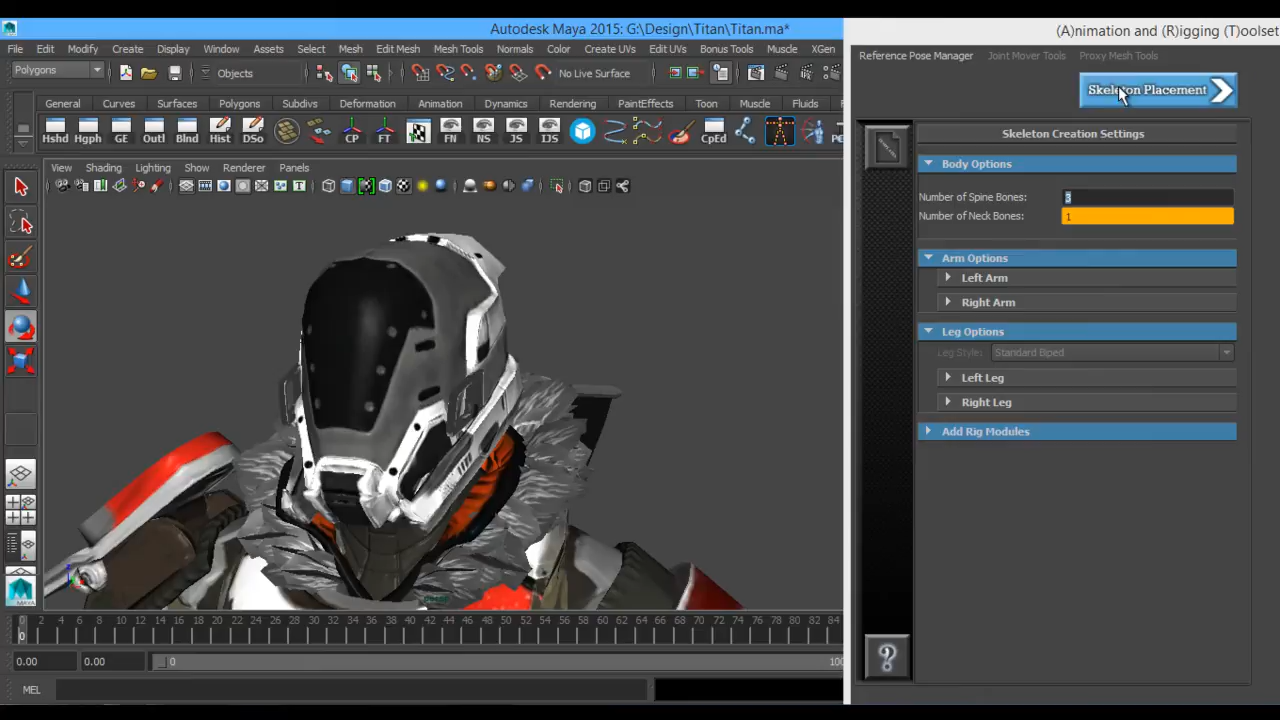 Autodesk Maya 2015: G:\Design\Titan\Titan.ma*
(A)nimation and (R)igging (T)oolset
File Edit Modify Create Display Window Assets Select Mesh Edit Mesh Mesh Tools Normals Color Create UVs Edit UVs Bonus Tools Muscle XGen
Reference Pose Manager Joint Mover Tools Proxy Mesh Tools
Polygons Objects No Live Surface
Skeleton Placement
General Curves Surfaces Polygons Subdivs Deformation Animation Dynamics Rendering PaintEffects Toon Muscle Fluids
Hshd Hgph GE Outl Blnd Hist DSo CP FT FN NS JS IJS CpEd
Skeleton Creation Settings
Body Options
View Shading Lighting Show Renderer Panels
Number of Spine Bones: 3
Number of Neck Bones: 1
Arm Options
Left Arm
Right Arm
Leg Options
Leg Style: Standard Biped
Left Leg
Right Leg
Add Rig Modules
0 2 4 6 8 10 12 14 16 18 20 22 24 26 28 30 32 34 36 38 40 42 44 46 48 50 52 54 56 58 60 62 64 66 68 70 72 74 76 78 80 82 84
0
0.00 0.00 0 100
MEL
?